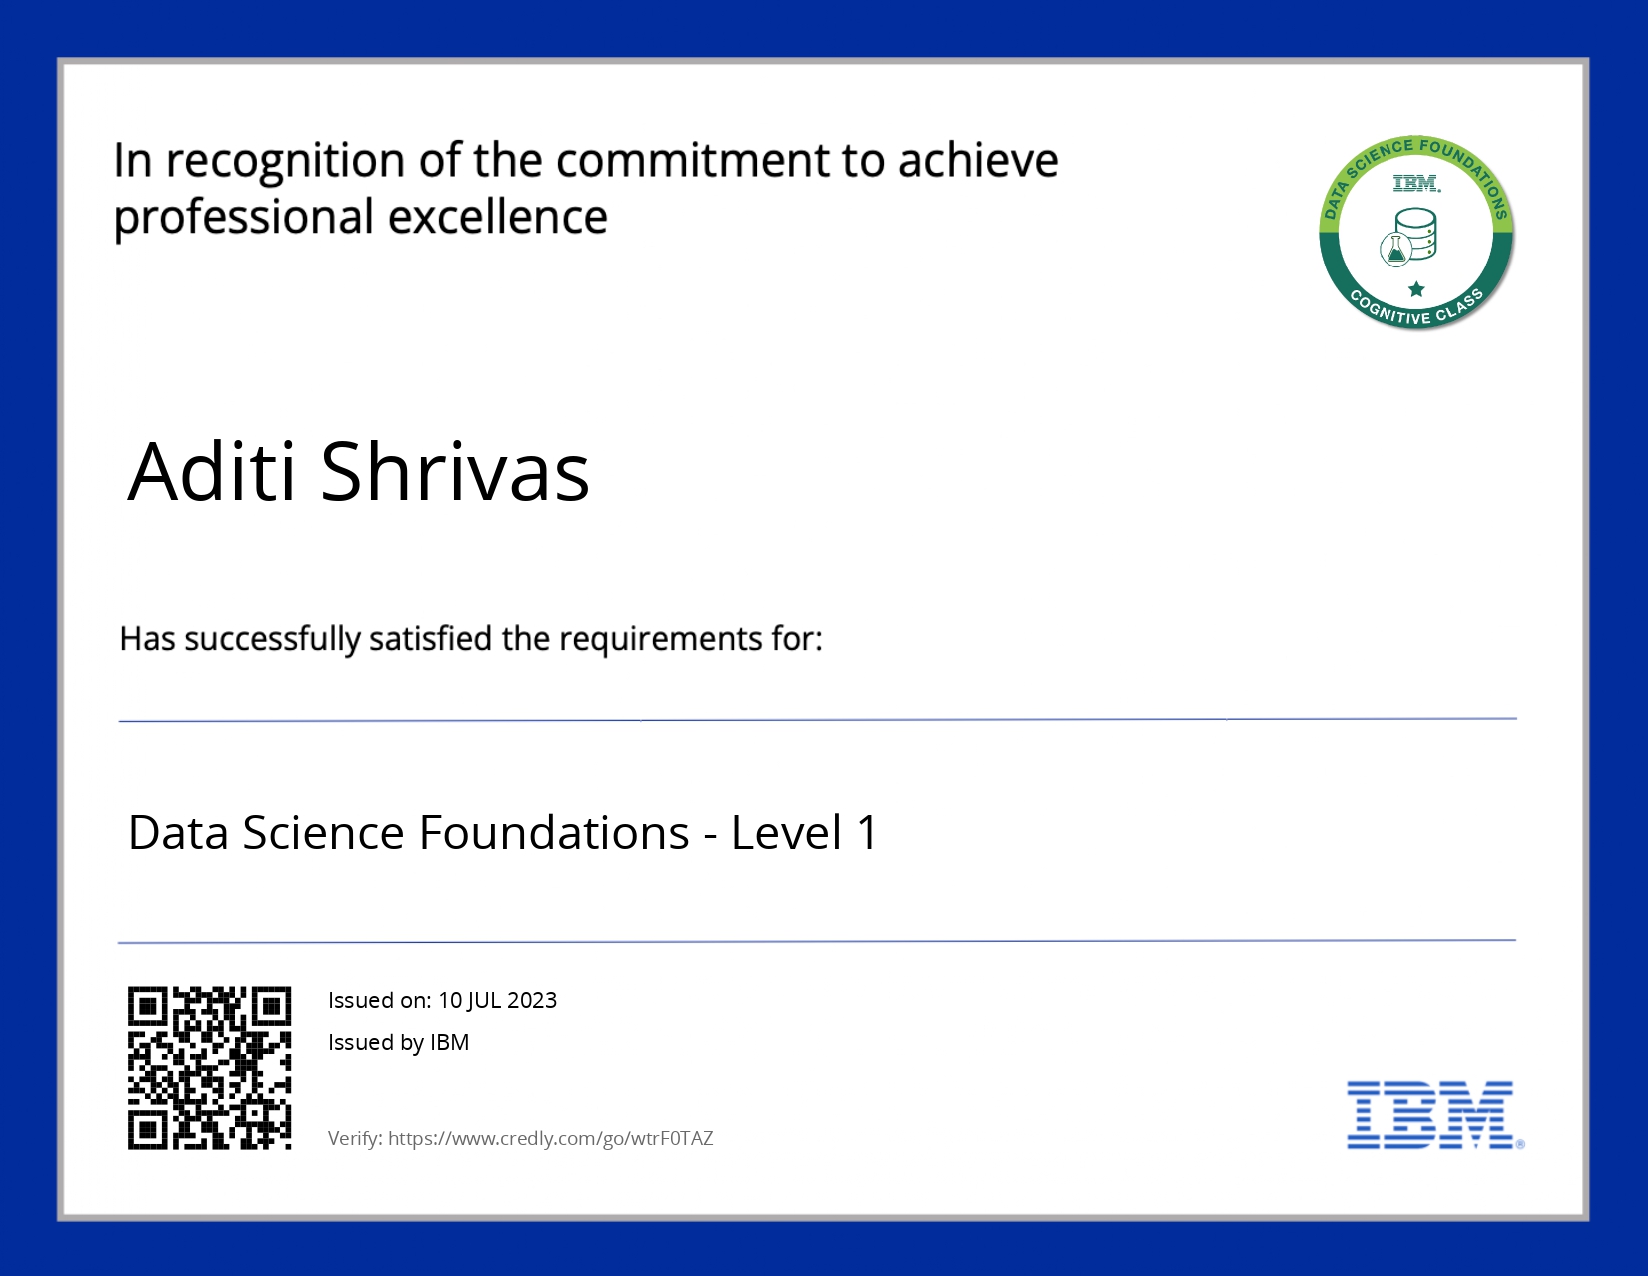 In recognition of the commitment to achieve
professional excellence
DATA SCIENCE FOUNDATIONS
IBM®
COGNITIVE CLASS
Aditi Shrivas
Has successfully satisfied the requirements for:
Data Science Foundations - Level 1
Issued on: 10 JUL 2023
Issued by IBM
Verify: https://www.credly.com/go/wtrF0TAZ
IBM®